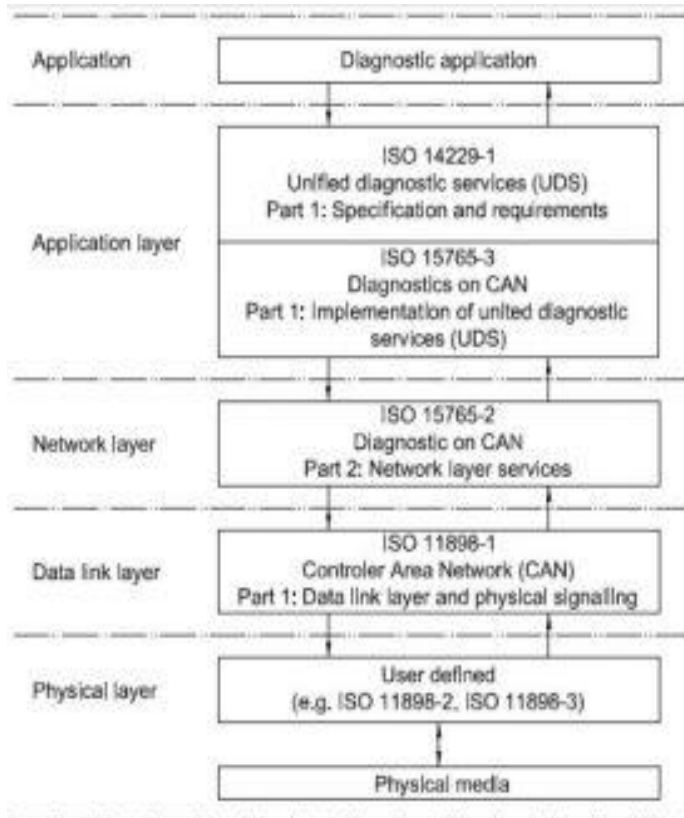 Application
Diagnostic application
Application layer
ISO 14229-1
Unified diagnostic services (UDS)
Part 1: Specification and requirements
ISO 15765-3
Diagnostics on CAN
Part 1: Implementation of united diagnostic
services (UDS)
Network layer
ISO 15765-2
Diagnostic on CAN
Part 2: Network layer services
Data link layer
ISO 11898-1
Controler Area Network (CAN)
Part 1: Data link layer and physical signalling
Physical layer
User defined
(e.g. ISO 11898-2, ISO 11898-3)
Physical media